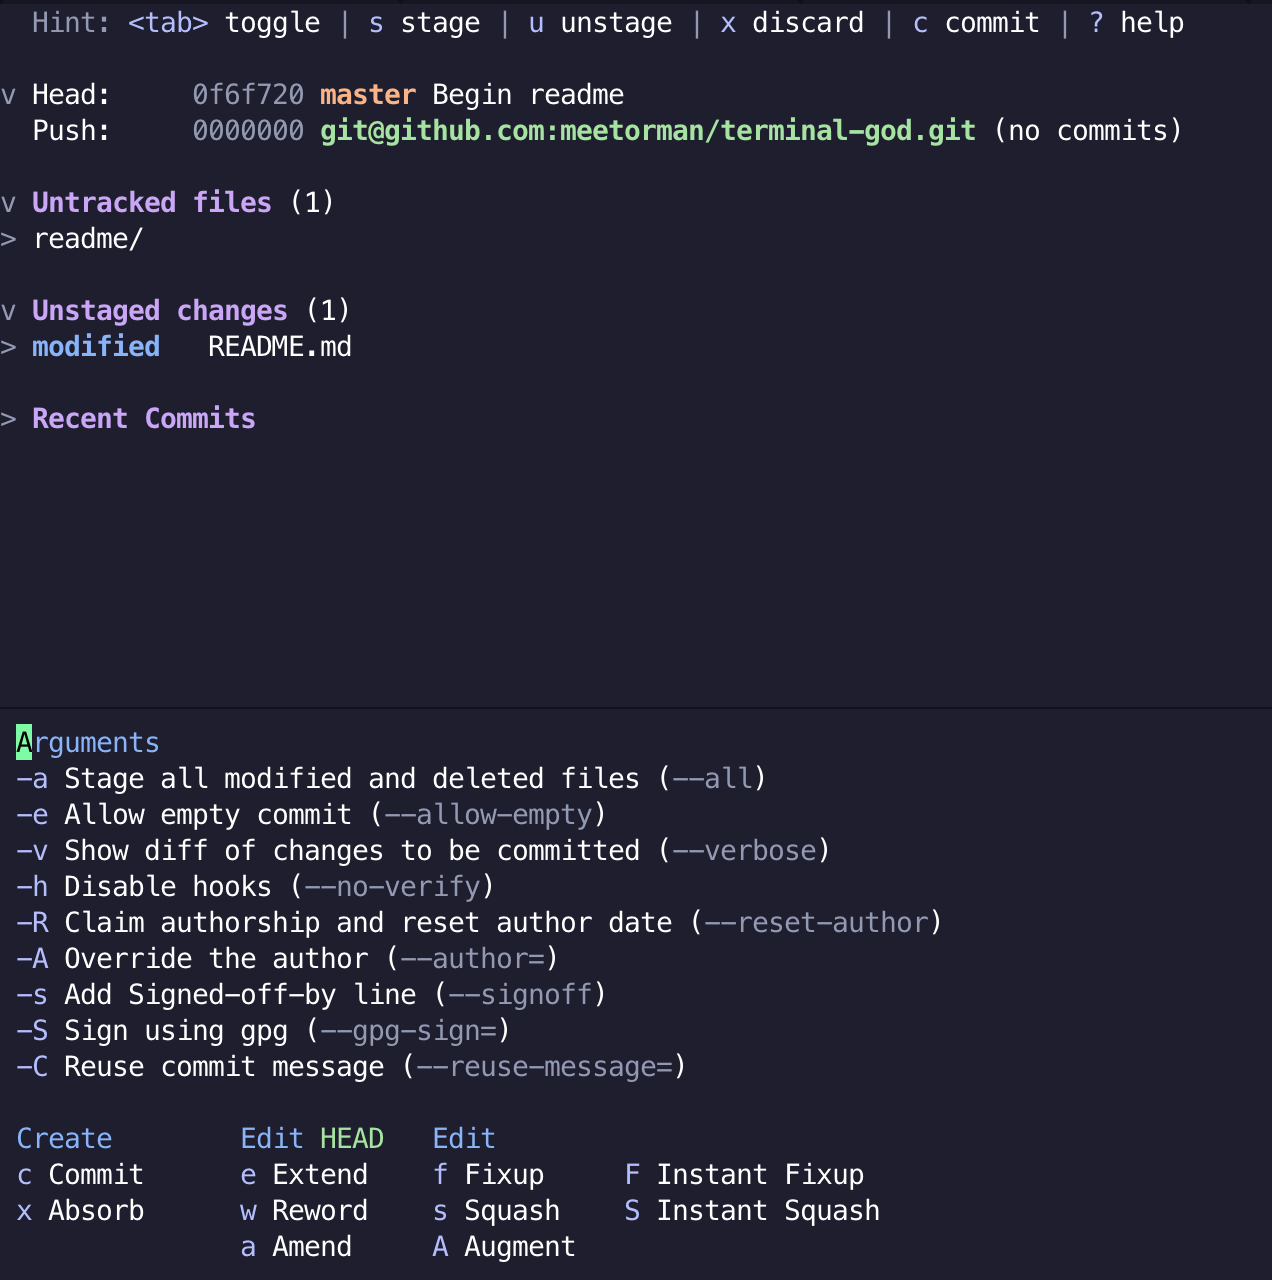 Hint: <tab> toggle | s stage | u unstage | x discard | c commit | ? help
v Head: 0f6f720 master Begin readme
Push: 0000000 git@github.com:meetorman/terminal-god.git (no commits)
v Untracked files (1)
> readme/
v Unstaged changes (1)
> modified README.md
> Recent Commits
Arguments
-a Stage all modified and deleted files (--all)
-e Allow empty commit (--allow-empty)
-v Show diff of changes to be committed (--verbose)
-h Disable hooks (--no-verify)
-R Claim authorship and reset author date (--reset-author)
-A Override the author (--author=)
-s Add Signed-off-by line (--signoff)
-S Sign using gpg (--gpg-sign=)
-C Reuse commit message (--reuse-message=)
Create Edit HEAD Edit
c Commit e Extend f Fixup F Instant Fixup
x Absorb w Reword s Squash S Instant Squash
a Amend A Augment